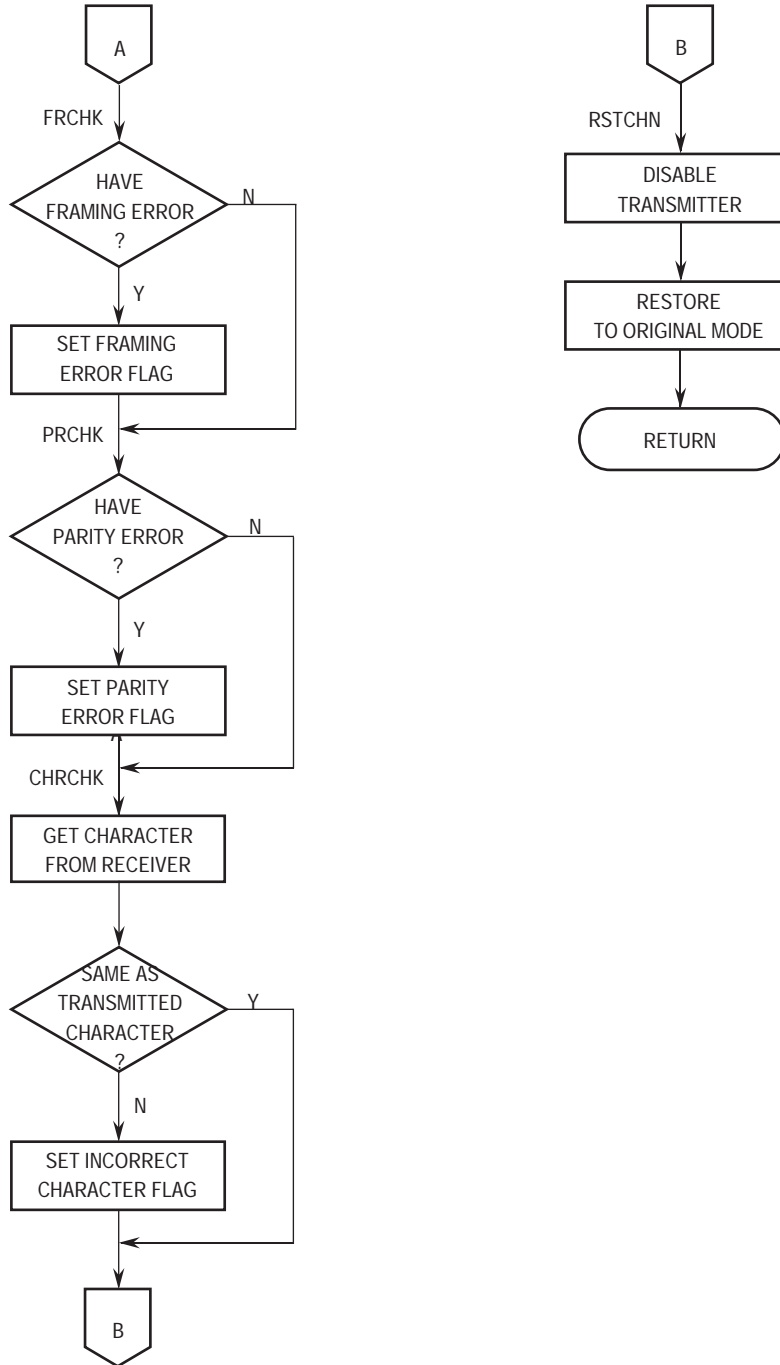 A
FRCHK
HAVE
FRAMING ERROR
?
N
Y
SET FRAMING
ERROR FLAG
PRCHK
HAVE
PARITY ERROR
?
N
Y
SET PARITY
ERROR FLAG
CHRCHK
GET CHARACTER
FROM RECEIVER
SAME AS
TRANSMITTED
CHARACTER
?
Y
N
SET INCORRECT
CHARACTER FLAG
B
B
RSTCHN
DISABLE
TRANSMITTER
RESTORE
TO ORIGINAL MODE
RETURN